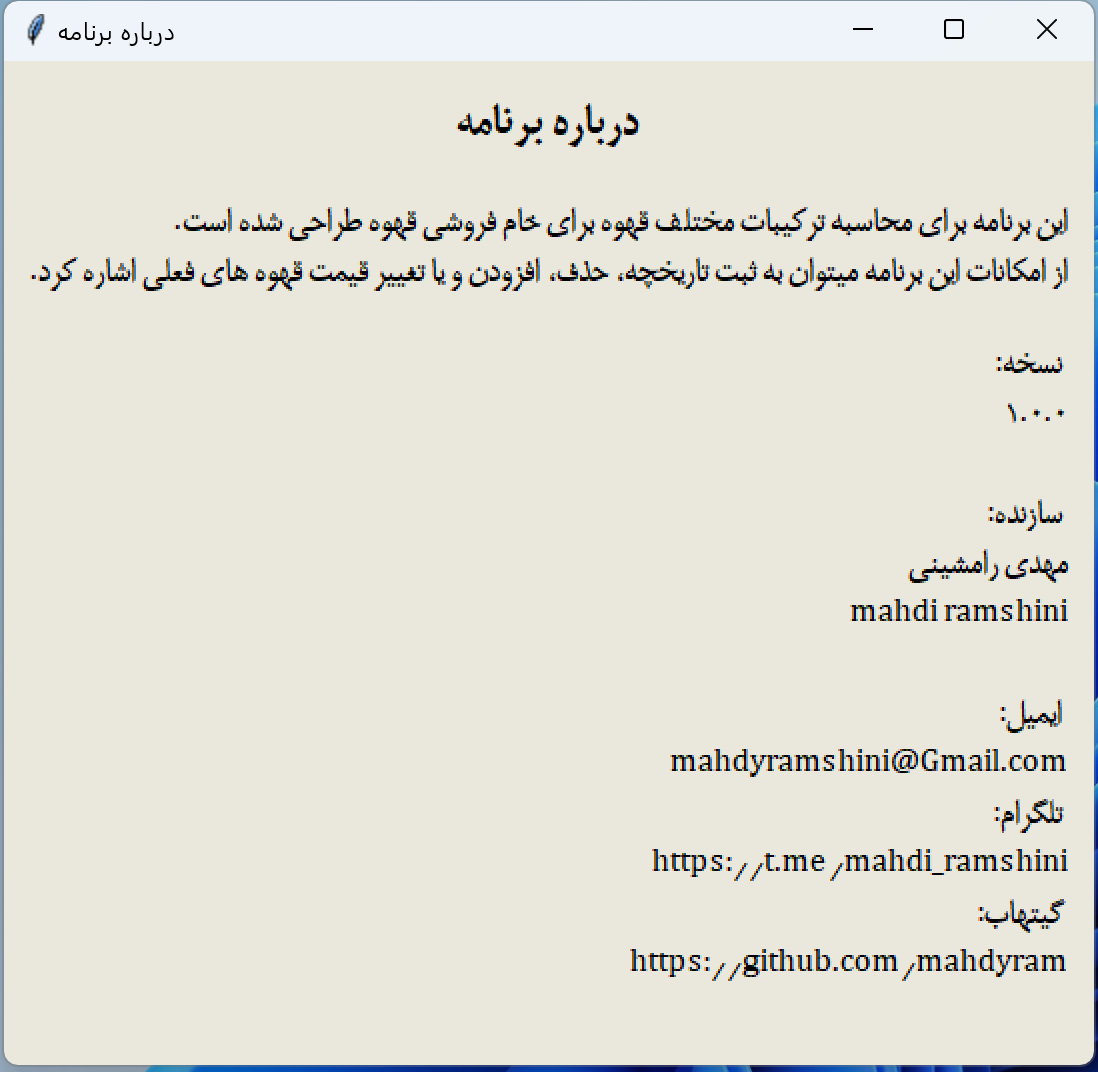 درباره برنامه
درباره برنامه
این برنامه برای محاسبه ترکیبات مختلف قهوه برای خام فروشی قهوه طراحی شده است.
از امکانات این برنامه میتوان به ثبت تاریخچه، حذف، افزودن و یا تغییر قیمت قهوه های فعلی اشاره کرد.
نسخه:
۱.۰.۰
سازنده:
مهدی رامشینی
mahdi ramshini
ایمیل:
mahdyramshini@Gmail.com
تلگرام:
https://t.me/mahdi_ramshini
گیتهاب:
https://github.com/mahdyram